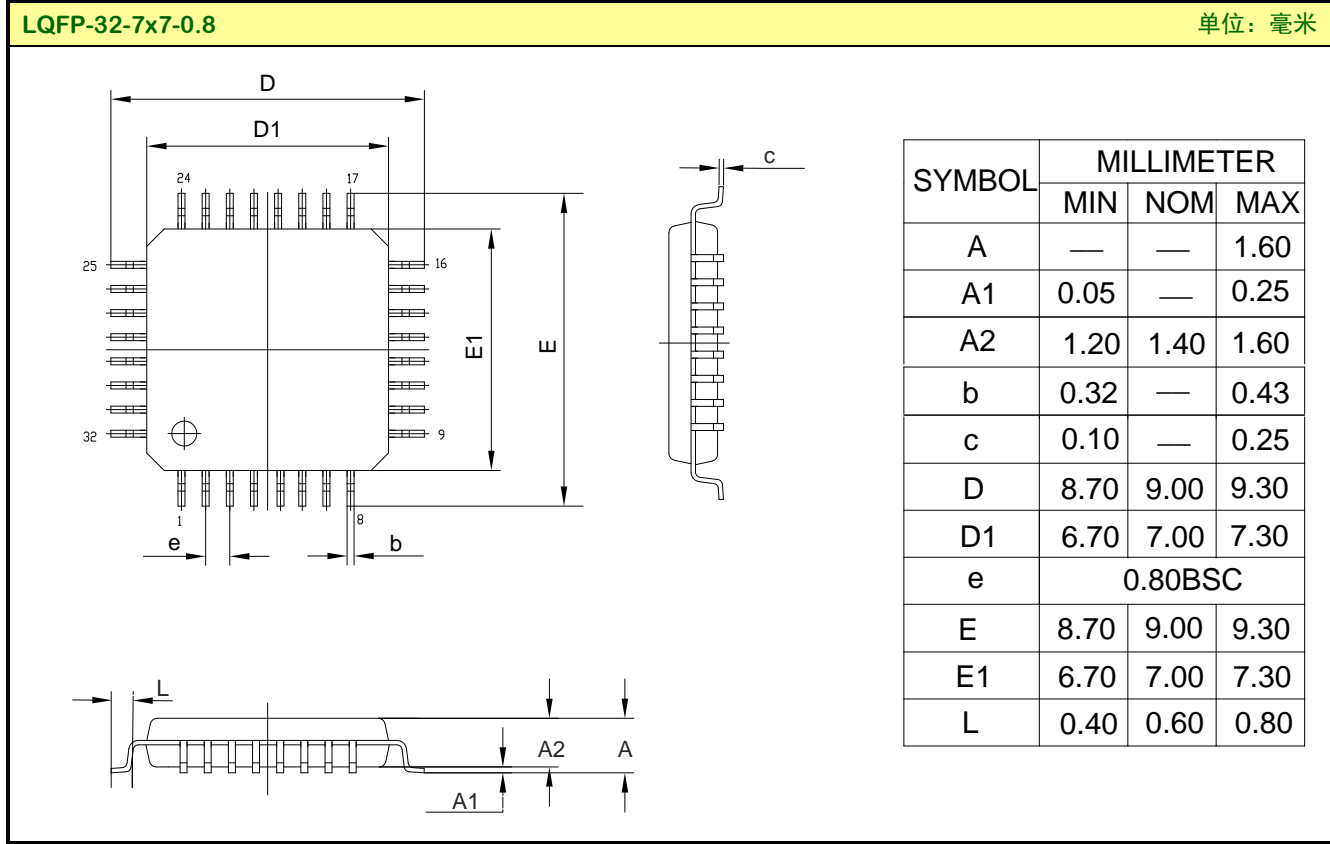 LQFP-32-7x7-0.8 单位：毫米
D
D1
24 17
25 16
E1 E
32 9
1 8
e b
c
L
A2 A
A1
SYMBOL MILLIMETER
MIN NOM MAX
A — — 1.60
A1 0.05 — 0.25
A2 1.20 1.40 1.60
b 0.32 — 0.43
c 0.10 — 0.25
D 8.70 9.00 9.30
D1 6.70 7.00 7.30
e 0.80BSC
E 8.70 9.00 9.30
E1 6.70 7.00 7.30
L 0.40 0.60 0.80